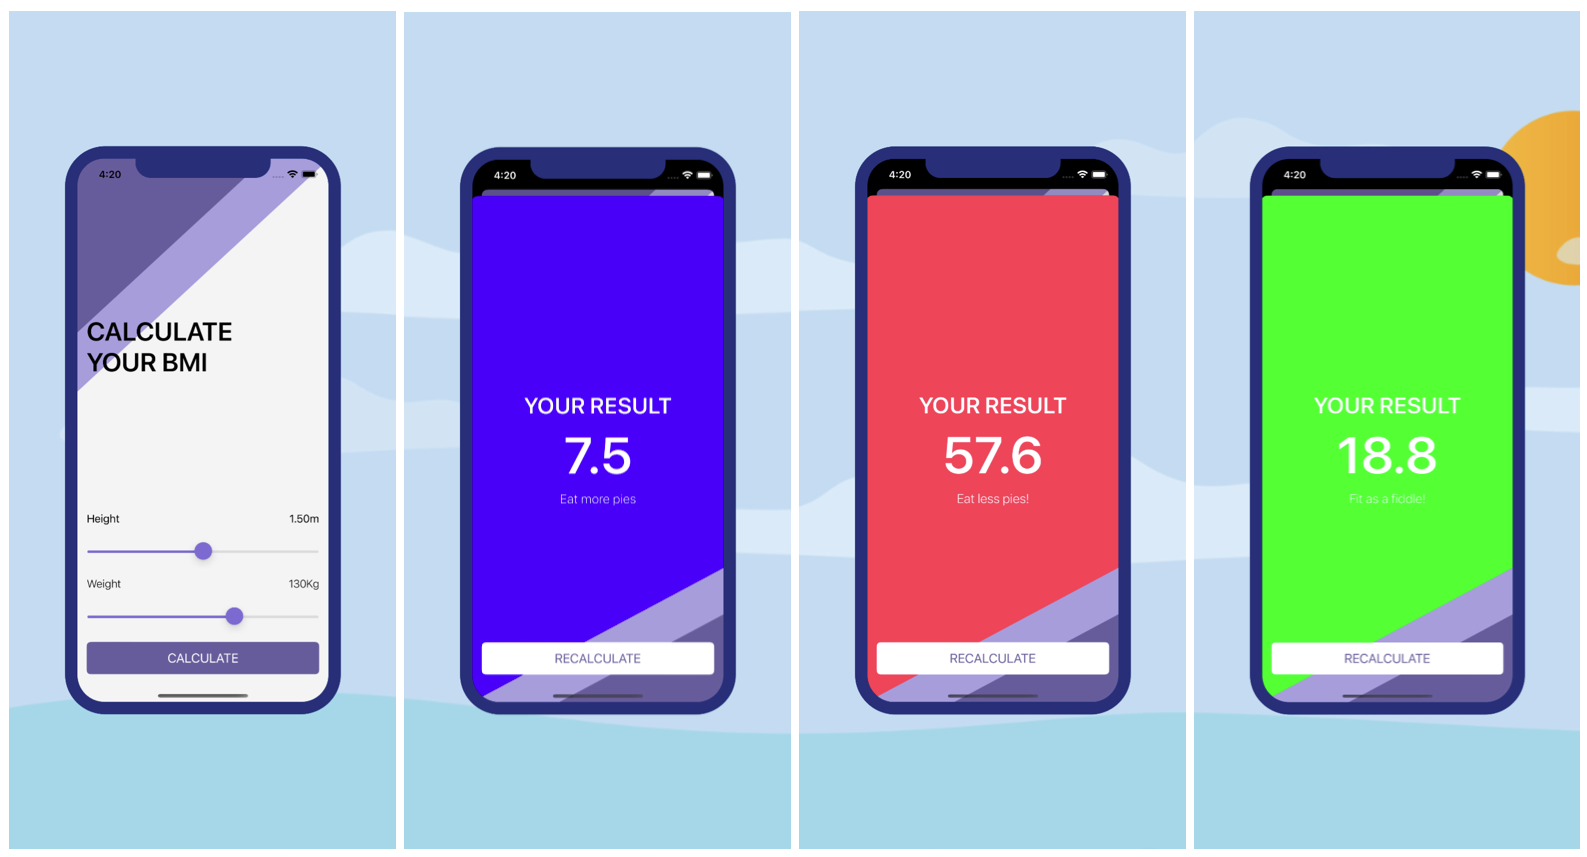 4:20
CALCULATE
YOUR BMI
Height 1.50m
Weight 130Kg
CALCULATE
4:20
YOUR RESULT
7.5
Eat more pies
RECALCULATE
4:20
YOUR RESULT
57.6
Eat less pies!
RECALCULATE
4:20
YOUR RESULT
18.8
Fit as a fiddle!
RECALCULATE